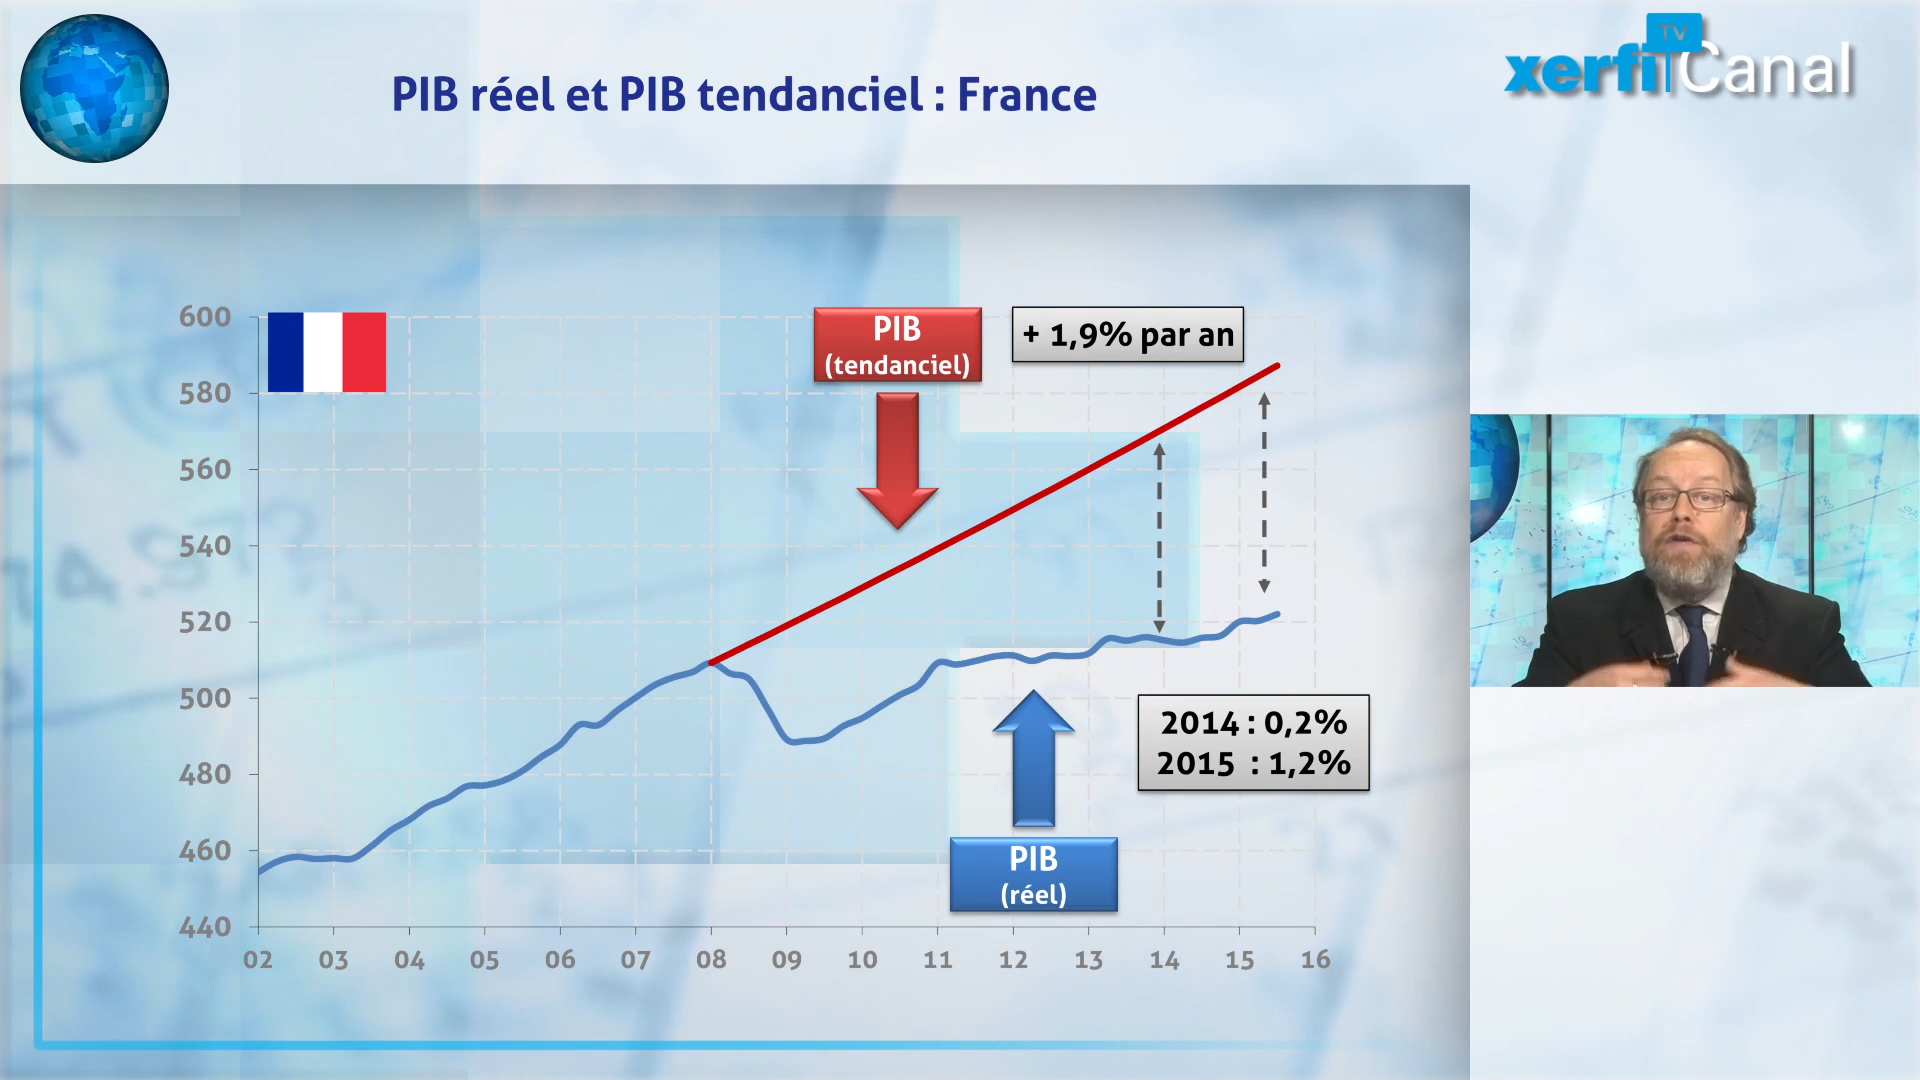 PIB réel et PIB tendanciel : France
TV
xerfi Canal
600
580
560
540
520
500
480
460
440
02 03 04 05 06 07 08 09 10 11 12 13 14 15 16
PIB
(tendanciel)
+ 1,9% par an
2014 : 0,2%
2015 : 1,2%
PIB
(réel)